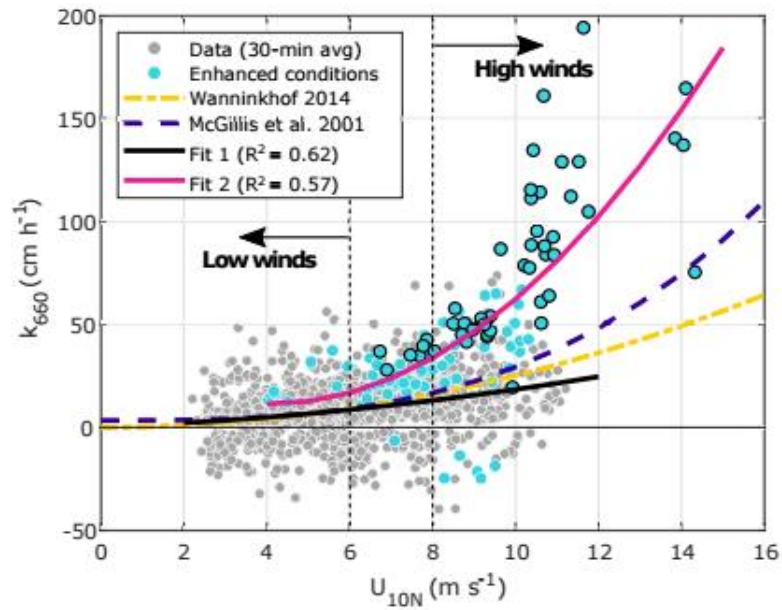 200
150
100
50
0
-50
k660 (cm h-1)
Data (30-min avg)
Enhanced conditions
Wanninkhof 2014
McGillis et al. 2001
Fit 1 (R2 = 0.62)
Fit 2 (R2 = 0.57)
High winds
Low winds
0 2 4 6 8 10 12 14 16
U10N (m s-1)